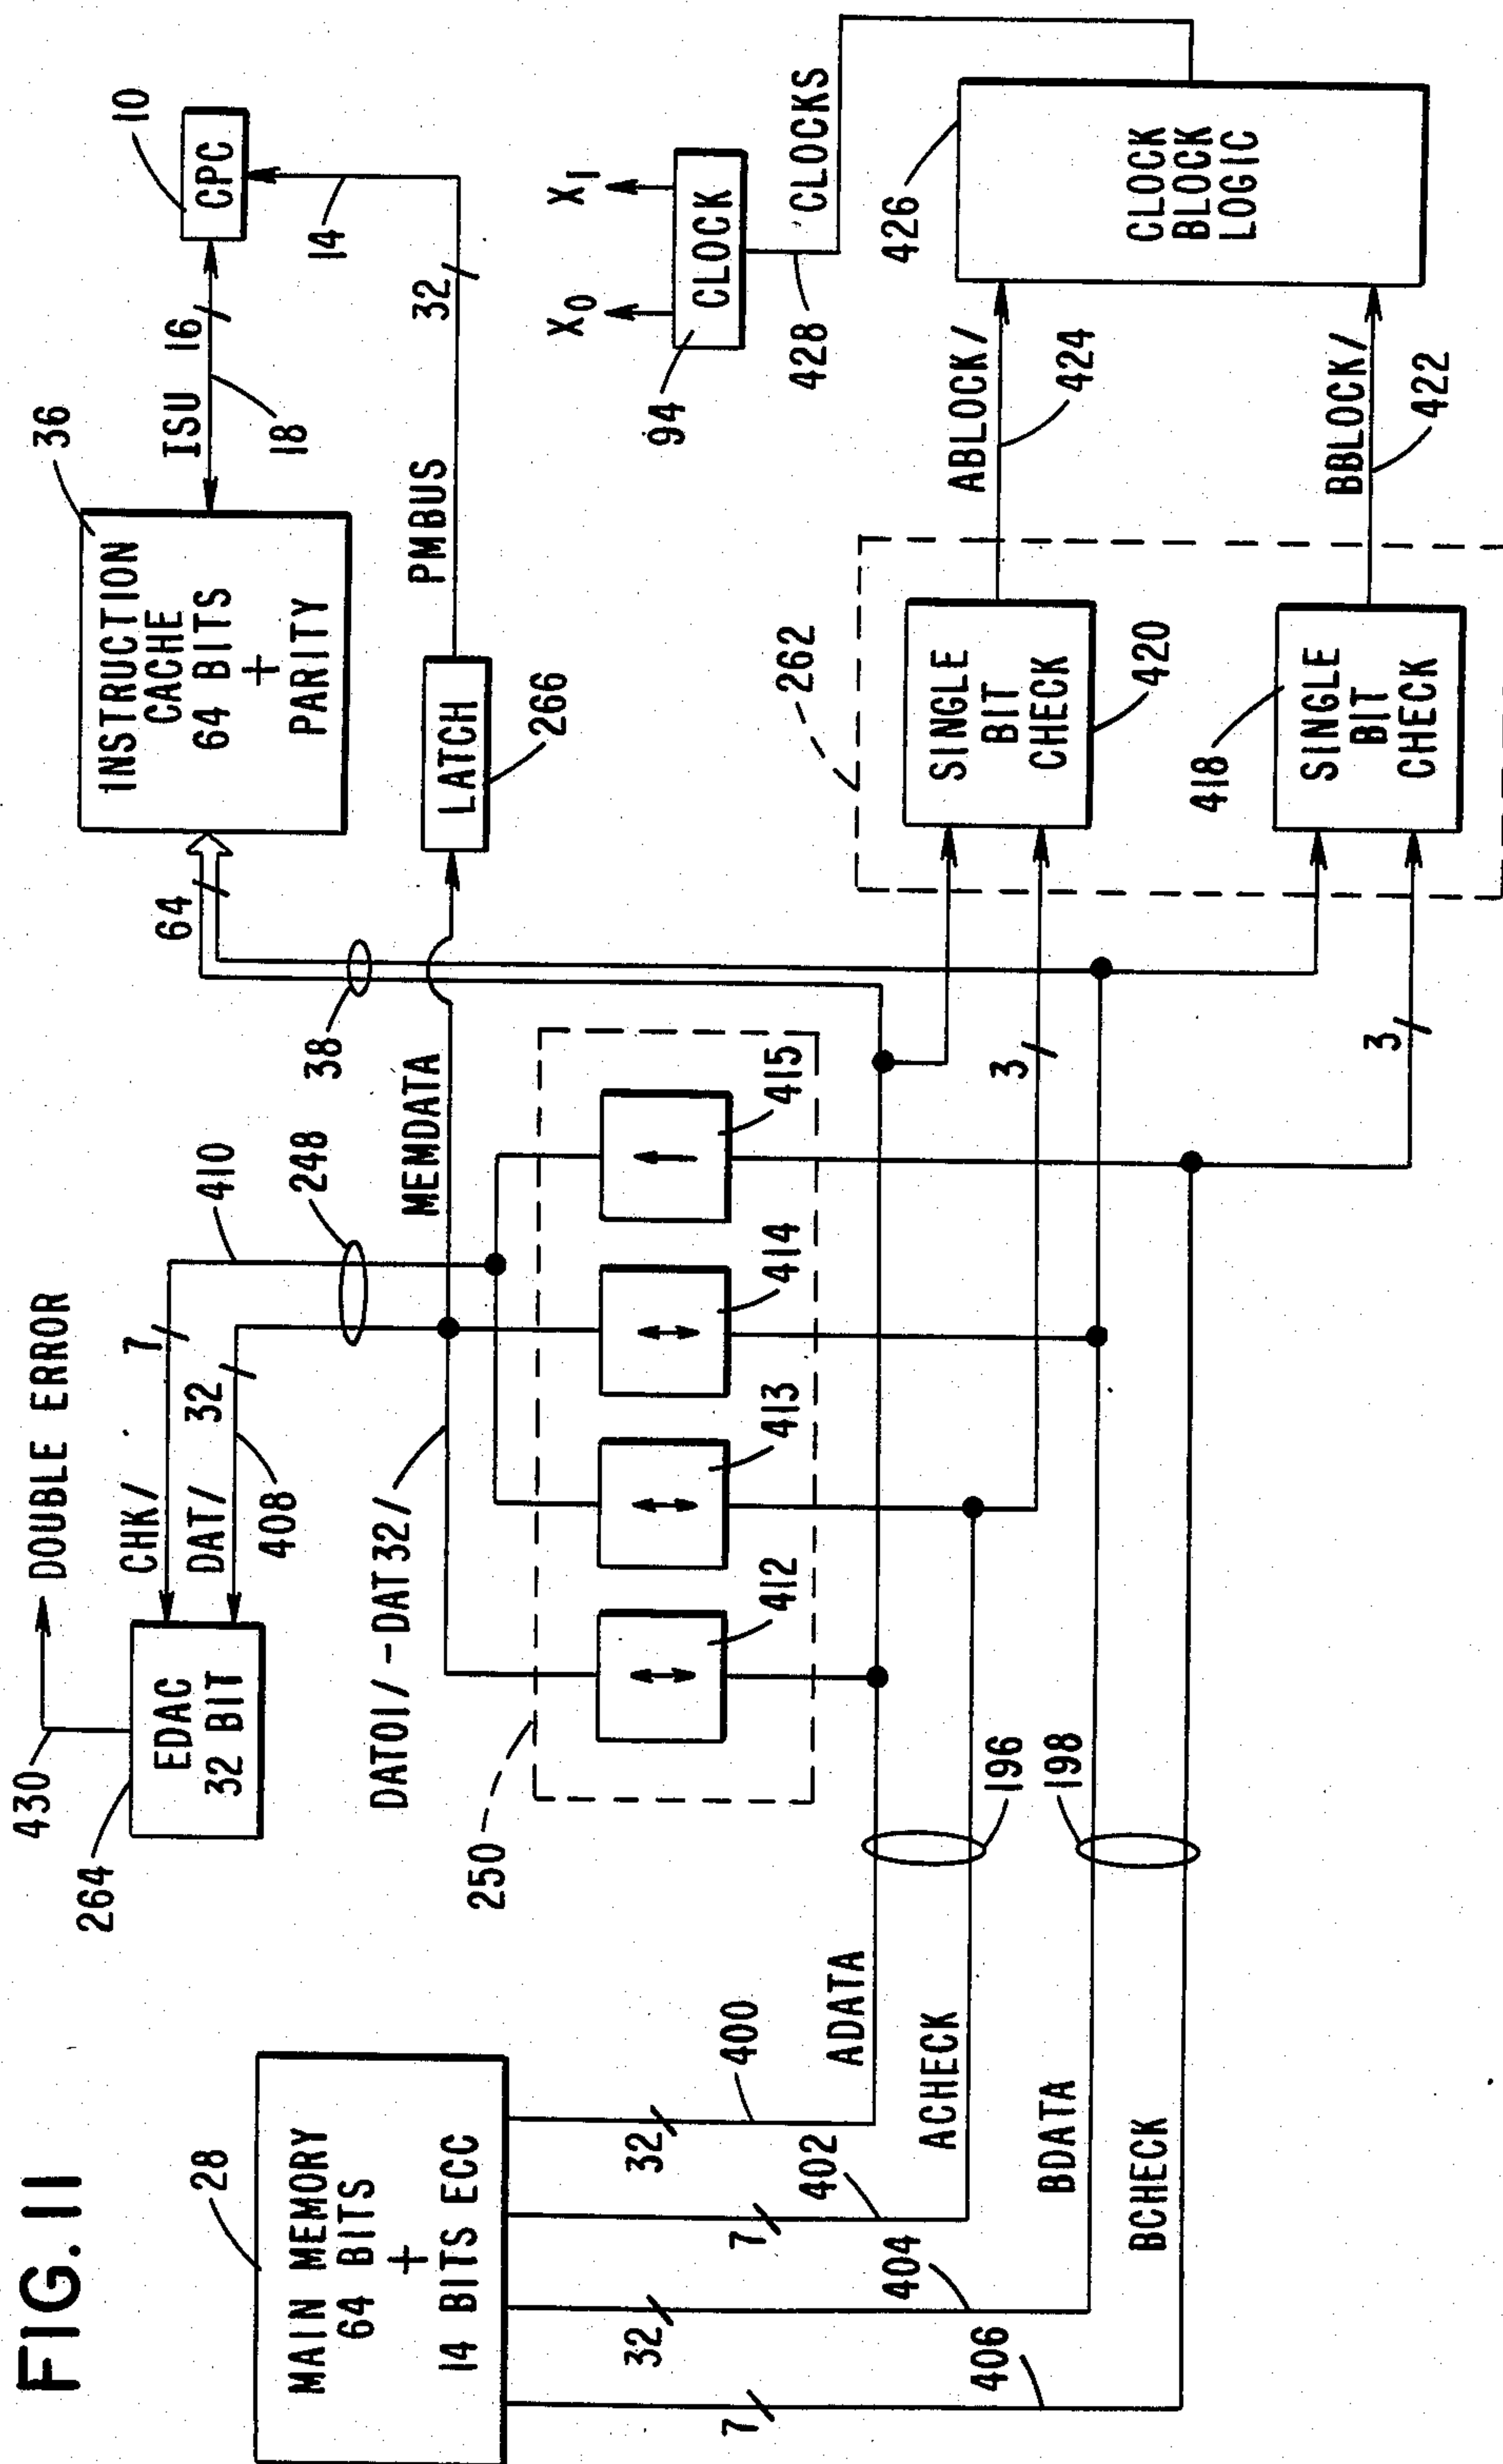 FIG. 11
430
DOUBLE ERROR
264
EDAC
32 BIT
CHK/
7
DAT/
32
408
410
248
36
INSTRUCTION
CACHE
64 BITS
+
PARITY
64
ISU
16
18
10
CPC
14
28
MAIN MEMORY
64 BITS
+
14 BITS ECC
DAT01/-DAT32/
MEMDATA
38
LATCH
266
PMBUS
32
250
412
413
414
415
X0
X1
CLOCK
94
428
'CLOCKS
32
400
ADATA
7
402
ACHECK
32
404
BDATA
7
406
BCHECK
196
198
3
3
262
SINGLE
BIT
CHECK
420
SINGLE
BIT
CHECK
418
ABLOCK/
424
BBLOCK/
422
426
CLOCK
BLOCK
LOGIC